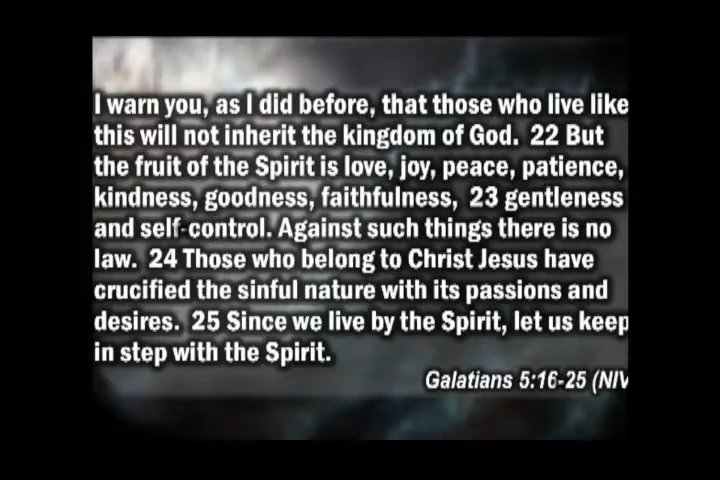 I warn you, as I did before, that those who live like
this will not inherit the kingdom of God. 22 But
the fruit of the Spirit is love, joy, peace, patience,
kindness, goodness, faithfulness, 23 gentleness
and self-control. Against such things there is no
law. 24 Those who belong to Christ Jesus have
crucified the sinful nature with its passions and
desires. 25 Since we live by the Spirit, let us keep
in step with the Spirit.
Galatians 5:16-25 (NIV